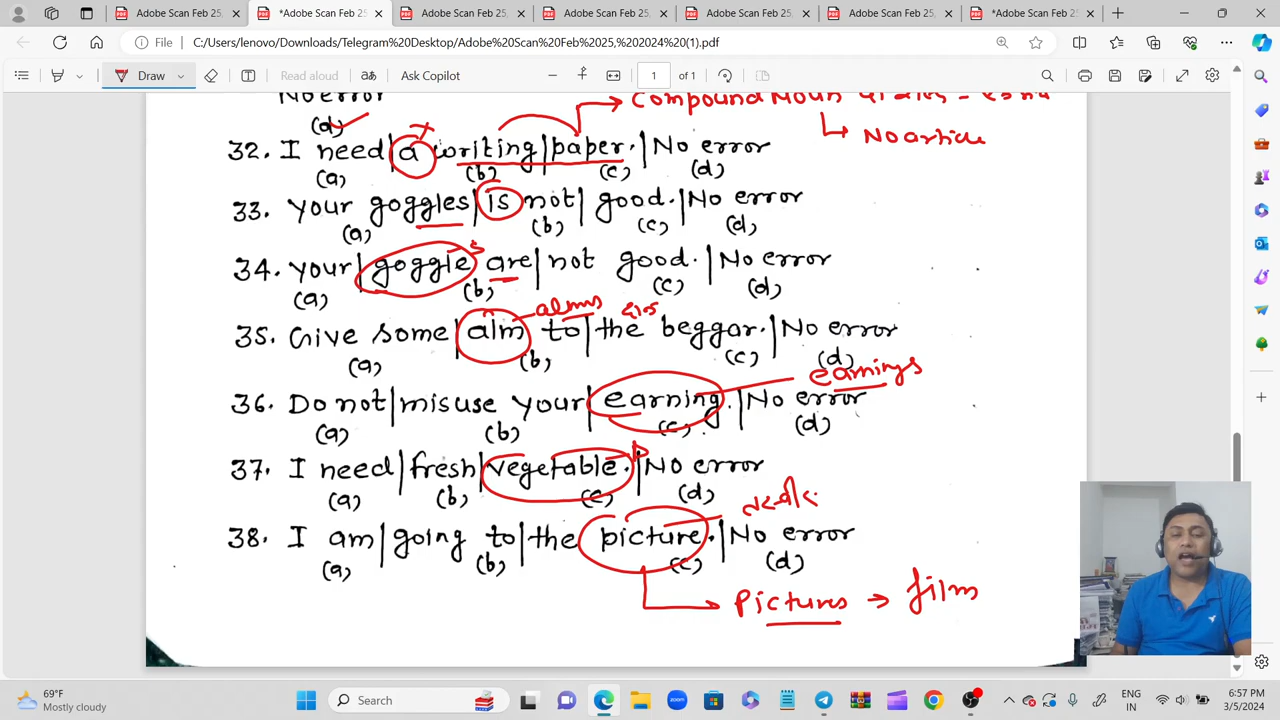 Adobe Scan Feb 25, *Adobe Scan Feb 25 Adobe Scan Feb 25, Adobe Scan Feb 25, Adobe Scan Feb 25, Adobe Scan Feb 25, *Adobe Scan Feb 25
File C:/Users/lenovo/Downloads/Telegram%20Desktop/Adobe%20Scan%20Feb%2025,%202024%20(1).pdf
Draw Read aloud Ask Copilot 1 of 1
No error Compound Noun
(d) No article
32. I need | a writing | paper. | No error
(a) (b) (c) (d)
33. Your goggles | is not | good. | No error
(a) (b) (c) (d)
34. Your | goggle are | not good. | No error
s
(a) (b) (c) (d)
alms
35. Give some | alm to | the beggar. | No error
(a) (b) (c) (d)
earnings
36. Do not | misuse your | earning. | No error
(a) (b) (c) (d)
37. I need | fresh | vegetable. | No error
(a) (b) (c) (d)
38. I am | going to | the picture. | No error
(a) (b) (c) (d)
Pictures → film
69°F
Mostly cloudy
Search
ENG
IN
6:57 PM
3/5/2024